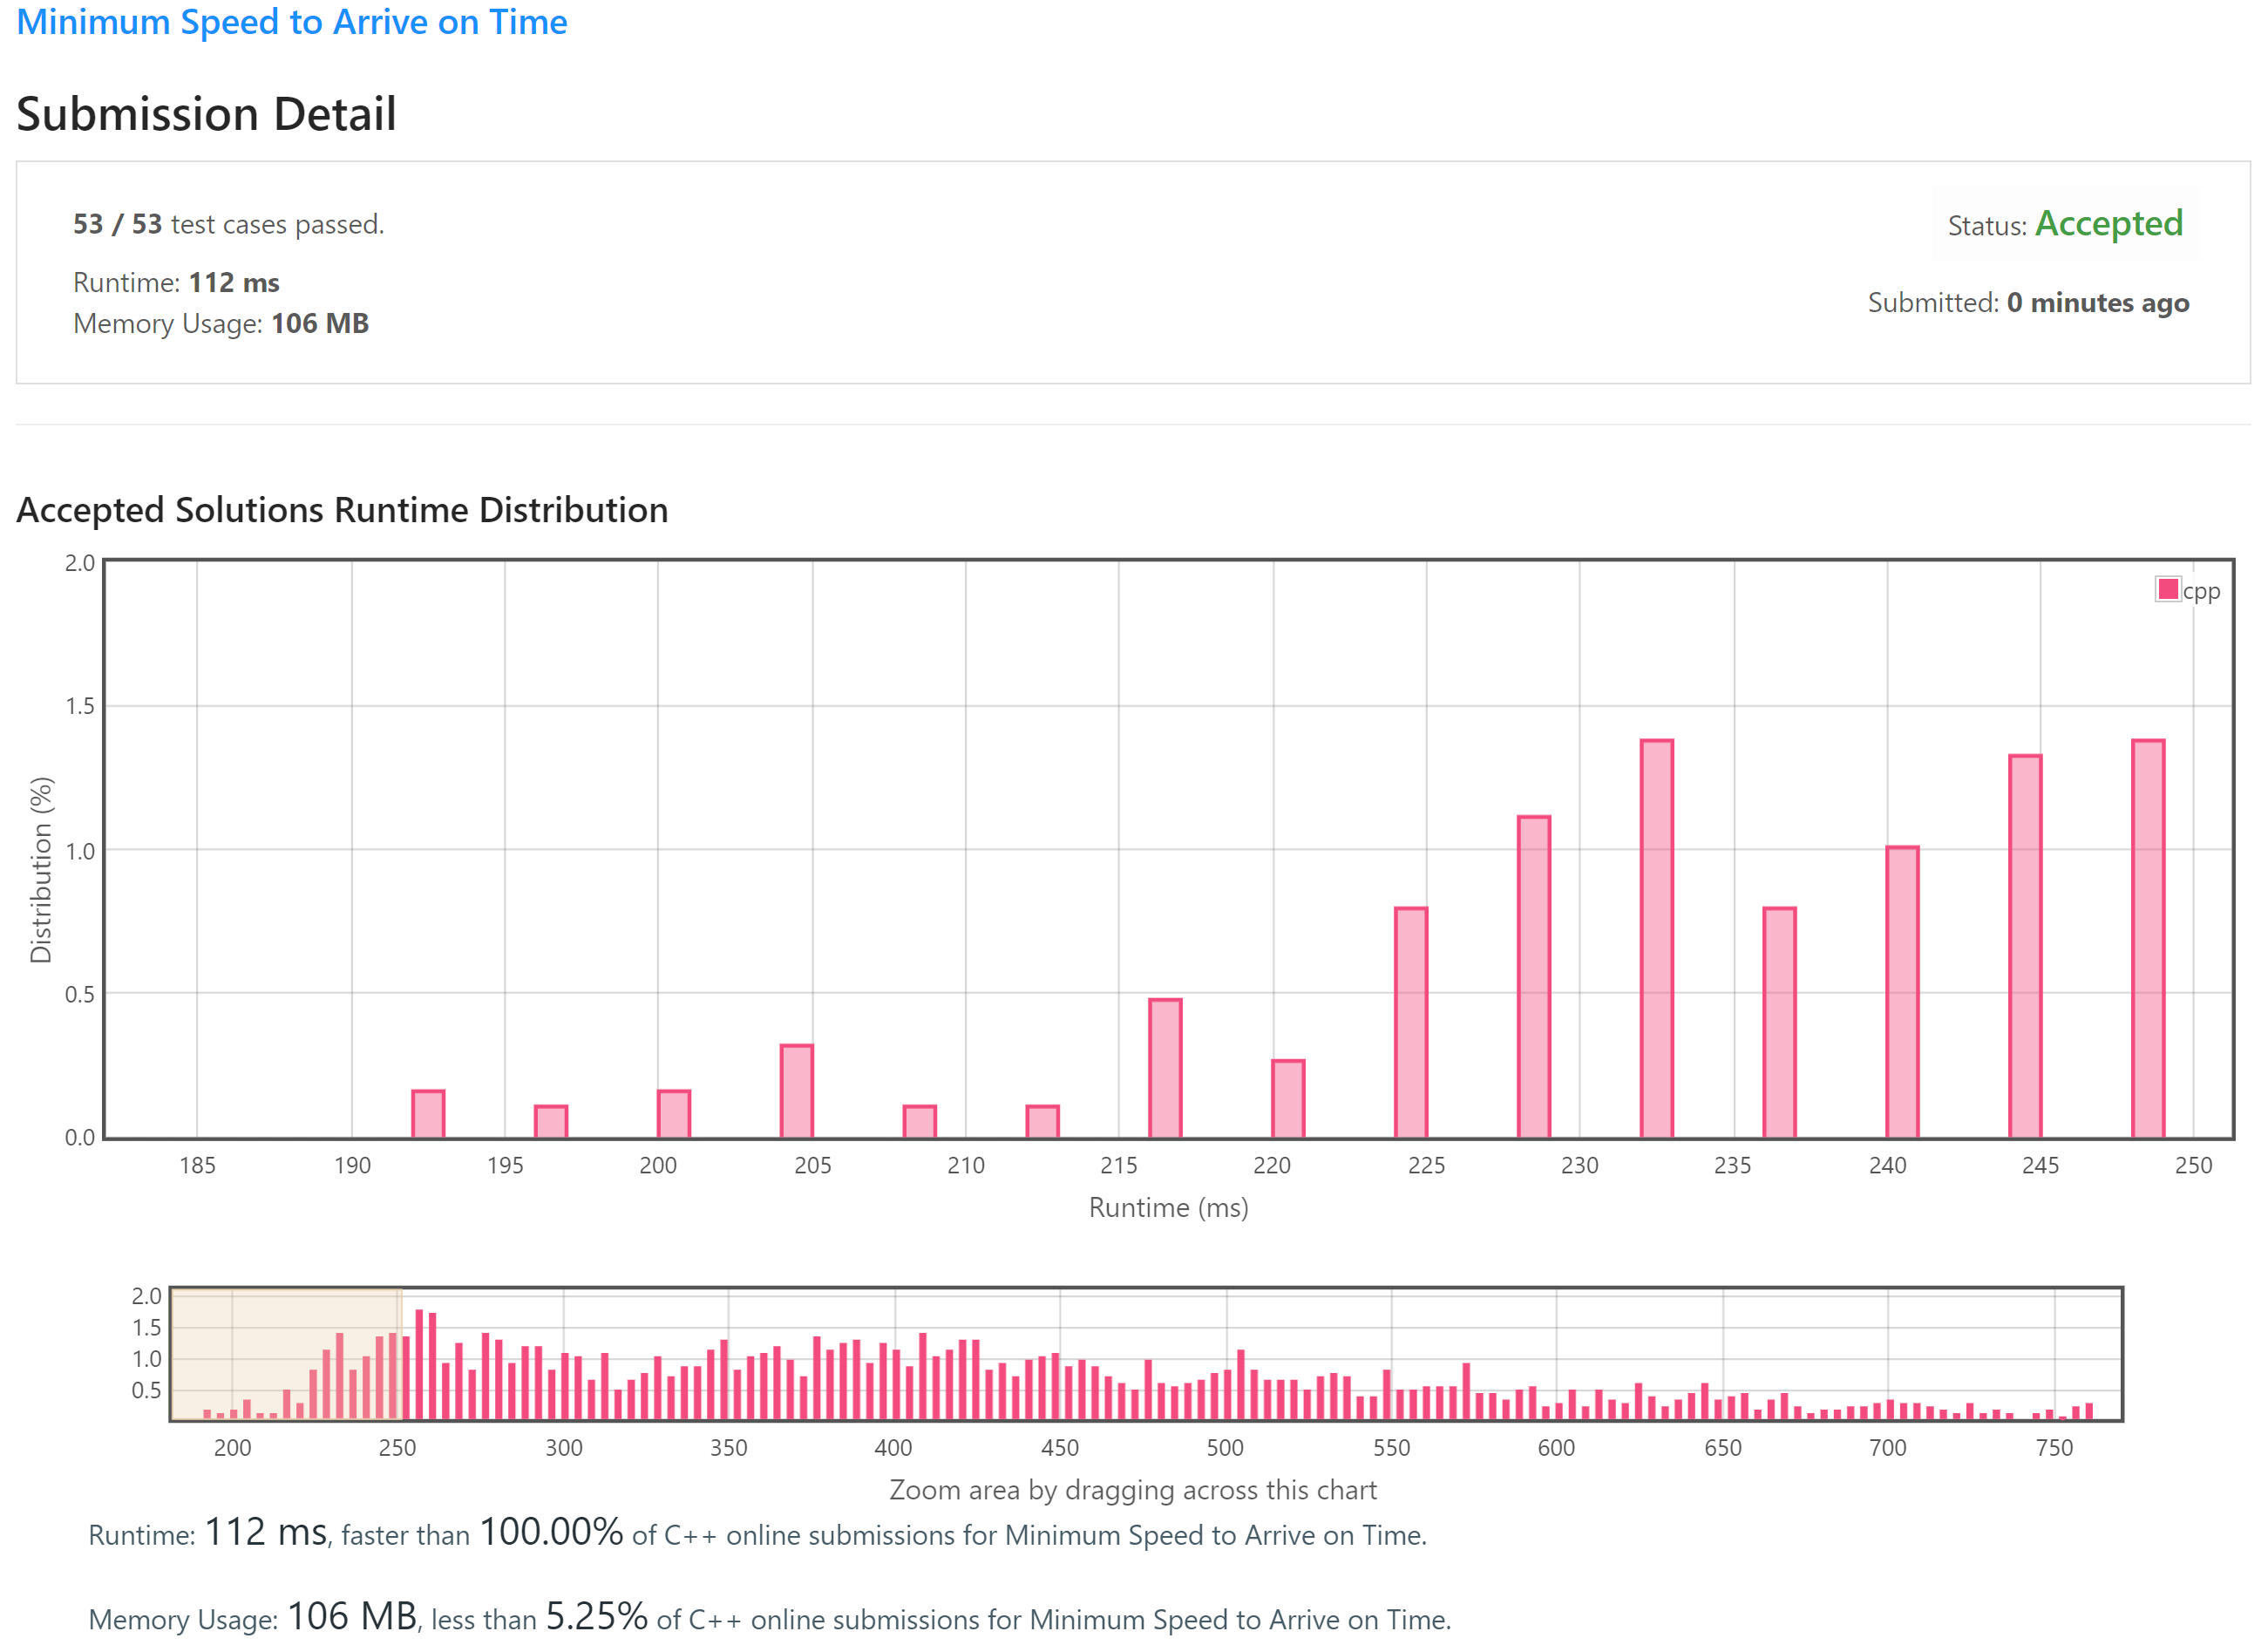 Minimum Speed to Arrive on Time
Submission Detail
53 / 53 test cases passed.
Status: Accepted
Runtime: 112 ms
Submitted: 0 minutes ago
Memory Usage: 106 MB
Accepted Solutions Runtime Distribution
cpp
2.0
1.5
1.0
0.5
0.0
Distribution (%)
185 190 195 200 205 210 215 220 225 230 235 240 245 250
Runtime (ms)
2.0
1.5
1.0
0.5
200 250 300 350 400 450 500 550 600 650 700 750
Zoom area by dragging across this chart
Runtime: 112 ms, faster than 100.00% of C++ online submissions for Minimum Speed to Arrive on Time.
Memory Usage: 106 MB, less than 5.25% of C++ online submissions for Minimum Speed to Arrive on Time.